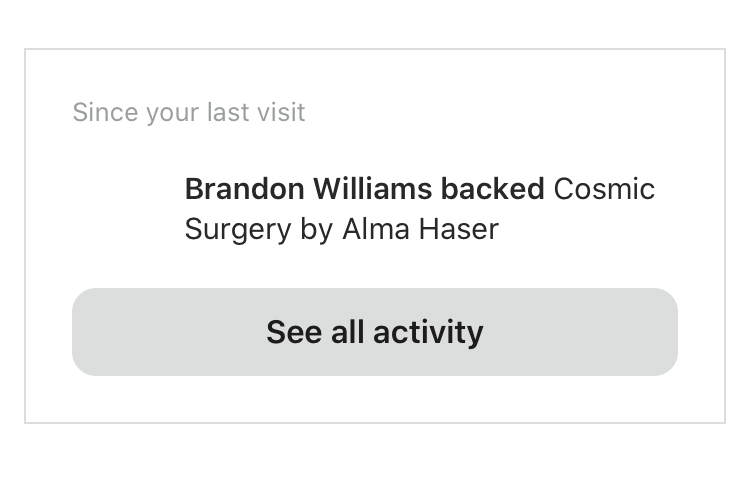 Since your last visit
Brandon Williams backed Cosmic
Surgery by Alma Haser
See all activity